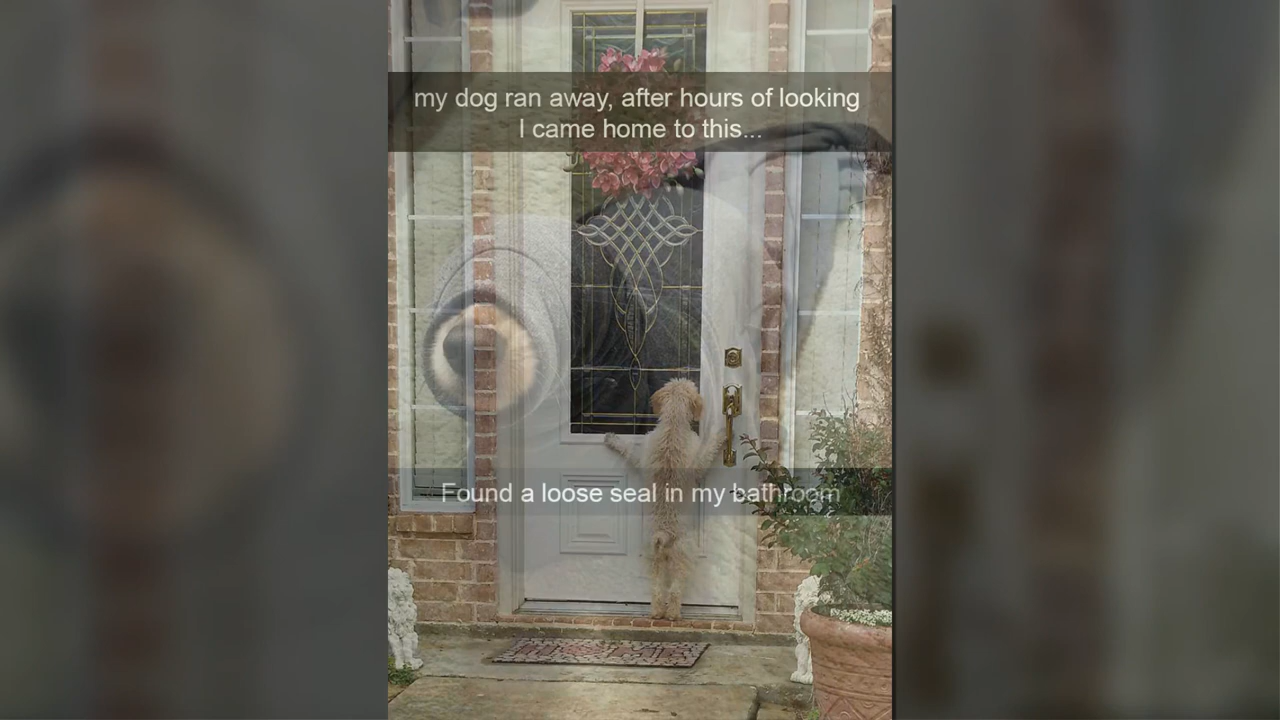 my dog ran away, after hours of looking
I came home to this...
Found a loose seal in my bathroom